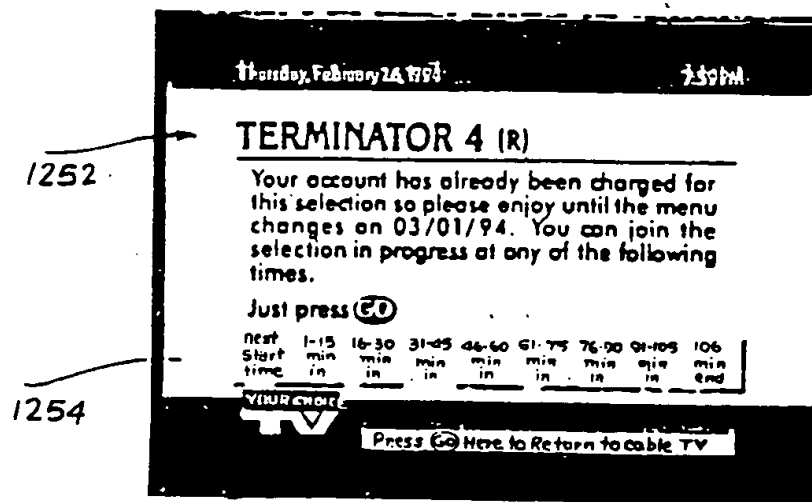 Thursday, February 24, 1994 7:59PM
TERMINATOR 4 (R)
1252
Your account has already been charged for
this selection so please enjoy until the menu
changes on 03/01/94. You can join the
selection in progress at any of the following
times.
Just press GO
next start time 1-15 min in 16-30 min in 31-45 min in 46-60 min in 61-75 min in 76-90 min in 91-105 min in 106 min end
1254
YOUR CHOICE
TV
Press GO Here to Return to cable TV